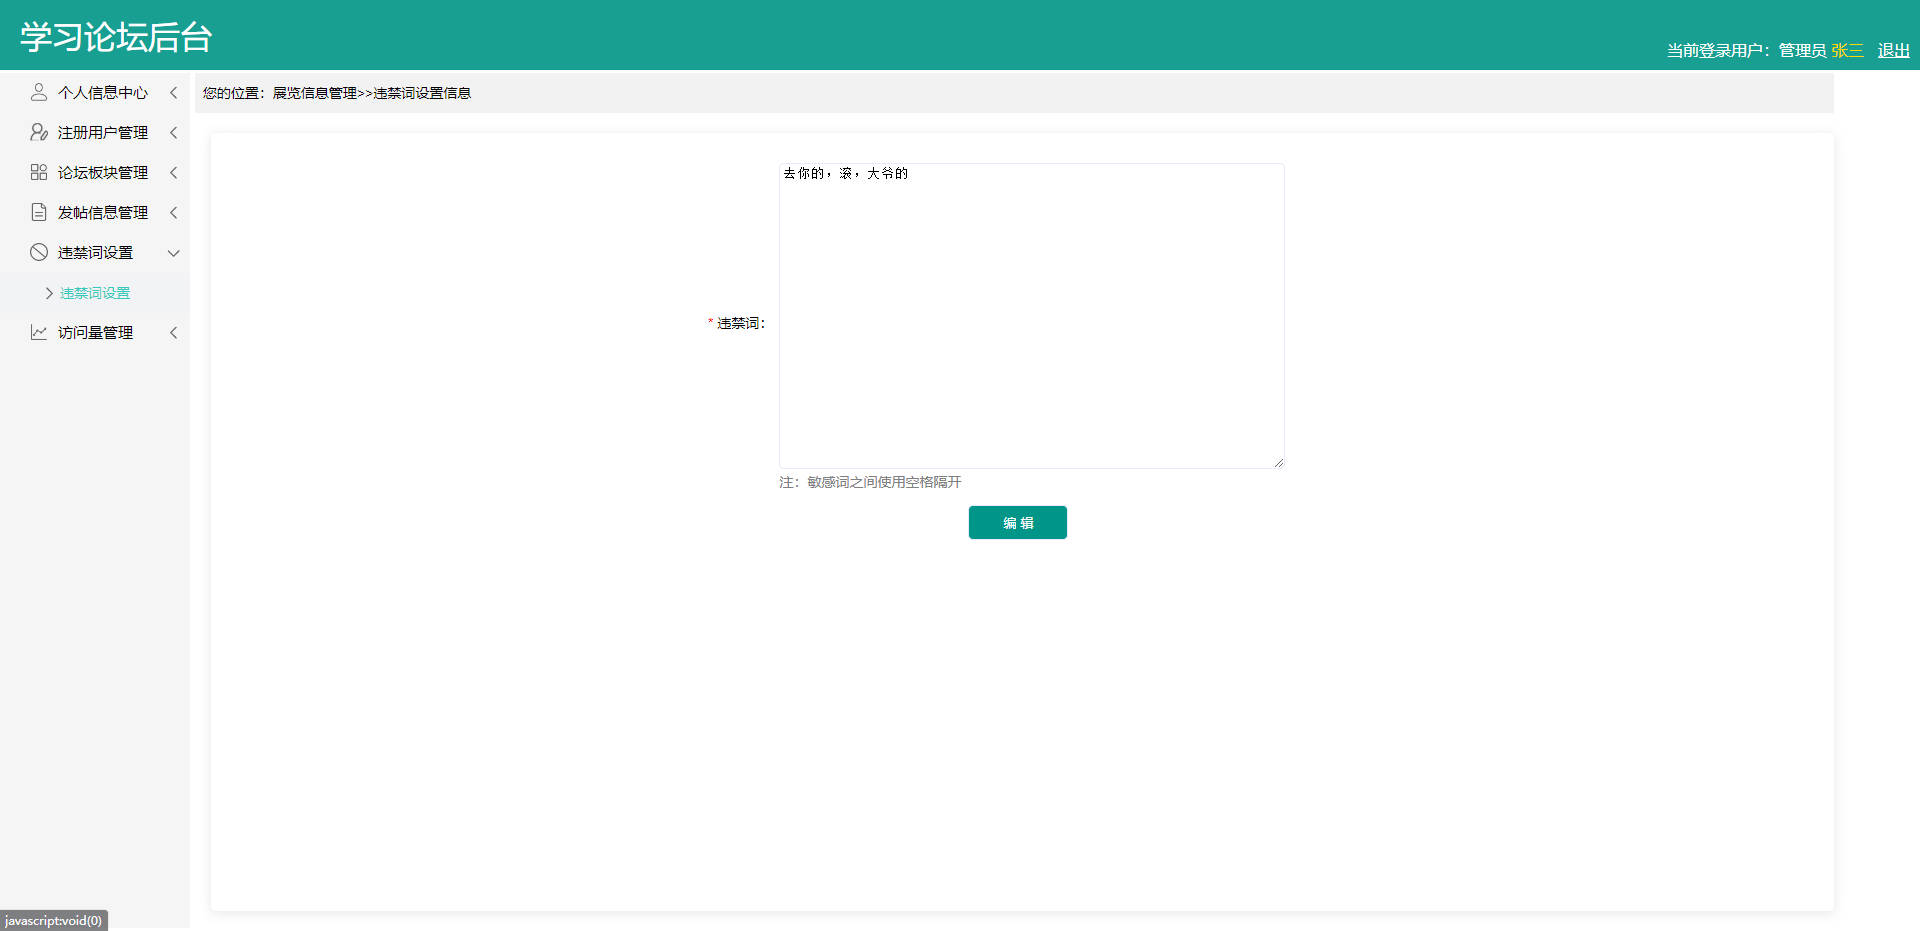 学习论坛后台
当前登录用户：管理员 张三 退出
个人信息中心
注册用户管理
论坛板块管理
发帖信息管理
违禁词设置
违禁词设置
访问量管理
您的位置：展览信息管理>>违禁词设置信息
* 违禁词：
去你的，滚，大爷的
注：敏感词之间使用空格隔开
编 辑
javascript:void(0)